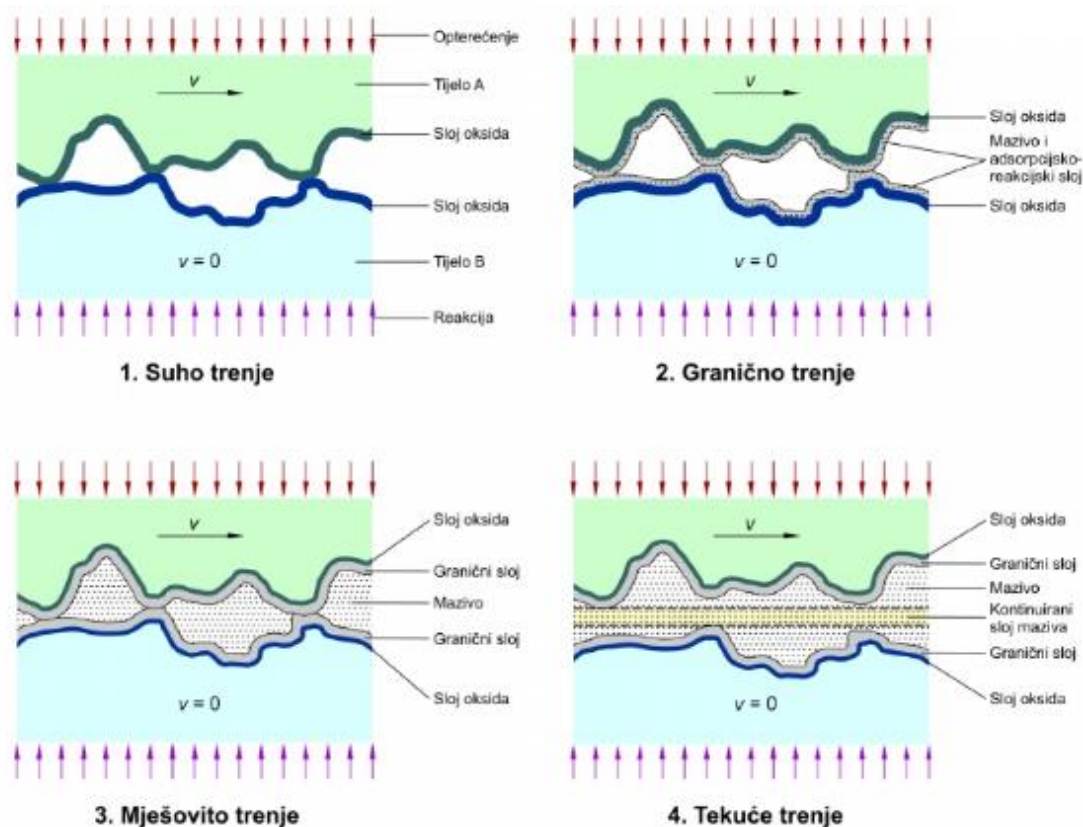 Opterećenje
v
Tijelo A
Sloj oksida
Sloj oksida
v = 0
Tijelo B
Reakcija
1. Suho trenje
v
Sloj oksida
Mazivo i
adsorpcijsko-
reakcijski sloj
Sloj oksida
v = 0
2. Granično trenje
v
Sloj oksida
Granični sloj
Mazivo
Granični sloj
Sloj oksida
v = 0
3. Mješovito trenje
v
Sloj oksida
Granični sloj
Mazivo
Kontinuirani
sloj maziva
Granični sloj
Sloj oksida
v = 0
4. Tekuće trenje